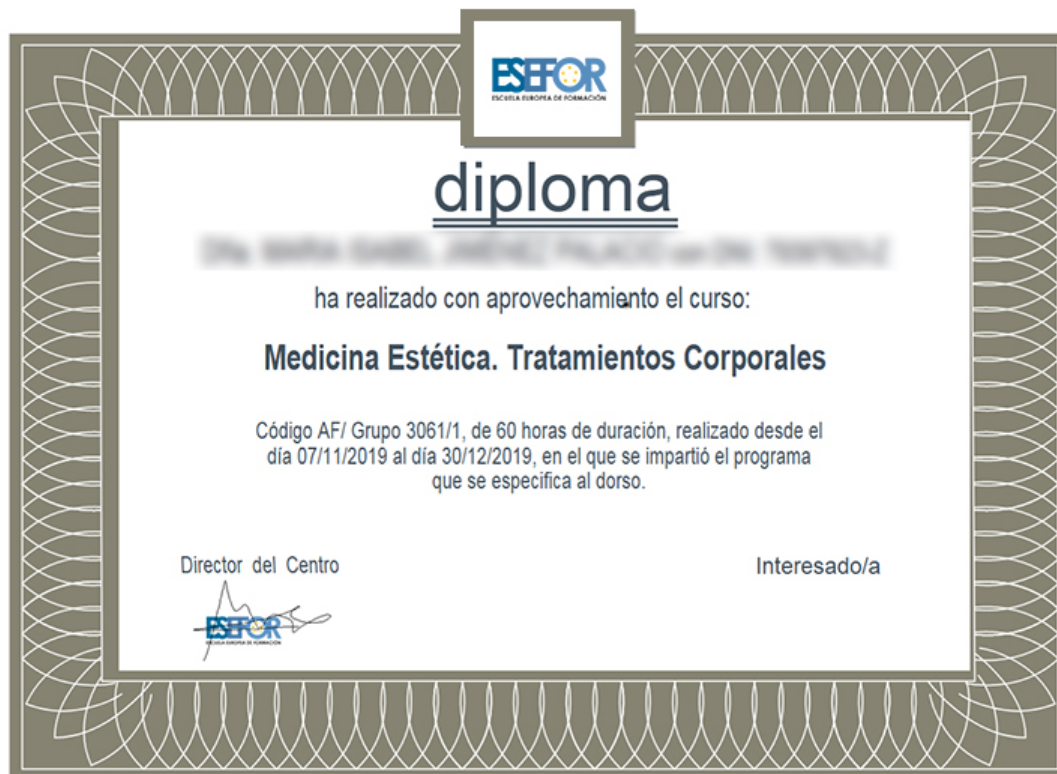 ESEFOR
ESCUELA EUROPEA DE FORMACIÓN
diploma
ha realizado con aprovechamiento el curso:
Medicina Estética. Tratamientos Corporales
Código AF/ Grupo 3061/1, de 60 horas de duración, realizado desde el
día 07/11/2019 al día 30/12/2019, en el que se impartió el programa
que se especifica al dorso.
Director del Centro
Interesado/a
ESEFOR
ESCUELA EUROPEA DE FORMACIÓN